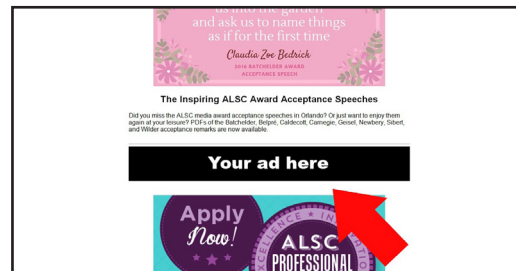 us into the garden
and ask us to name things
as if for the first time
Claudia Zoe Bedrick
2016 BATCHELDER AWARD
ACCEPTANCE SPEECH
The Inspiring ALSC Award Acceptance Speeches
Did you miss the ALSC media award acceptance speeches in Orlando? Or just want to enjoy them
again at your leisure? PDFs of the Batchelder, Belpré, Caldecott, Carnegie, Geisel, Newbery, Sibert,
and Wilder acceptance remarks are now available.
Your ad here
Apply
Now!
EXCELLENCE • IN
ALSC
PROFESSIONAL